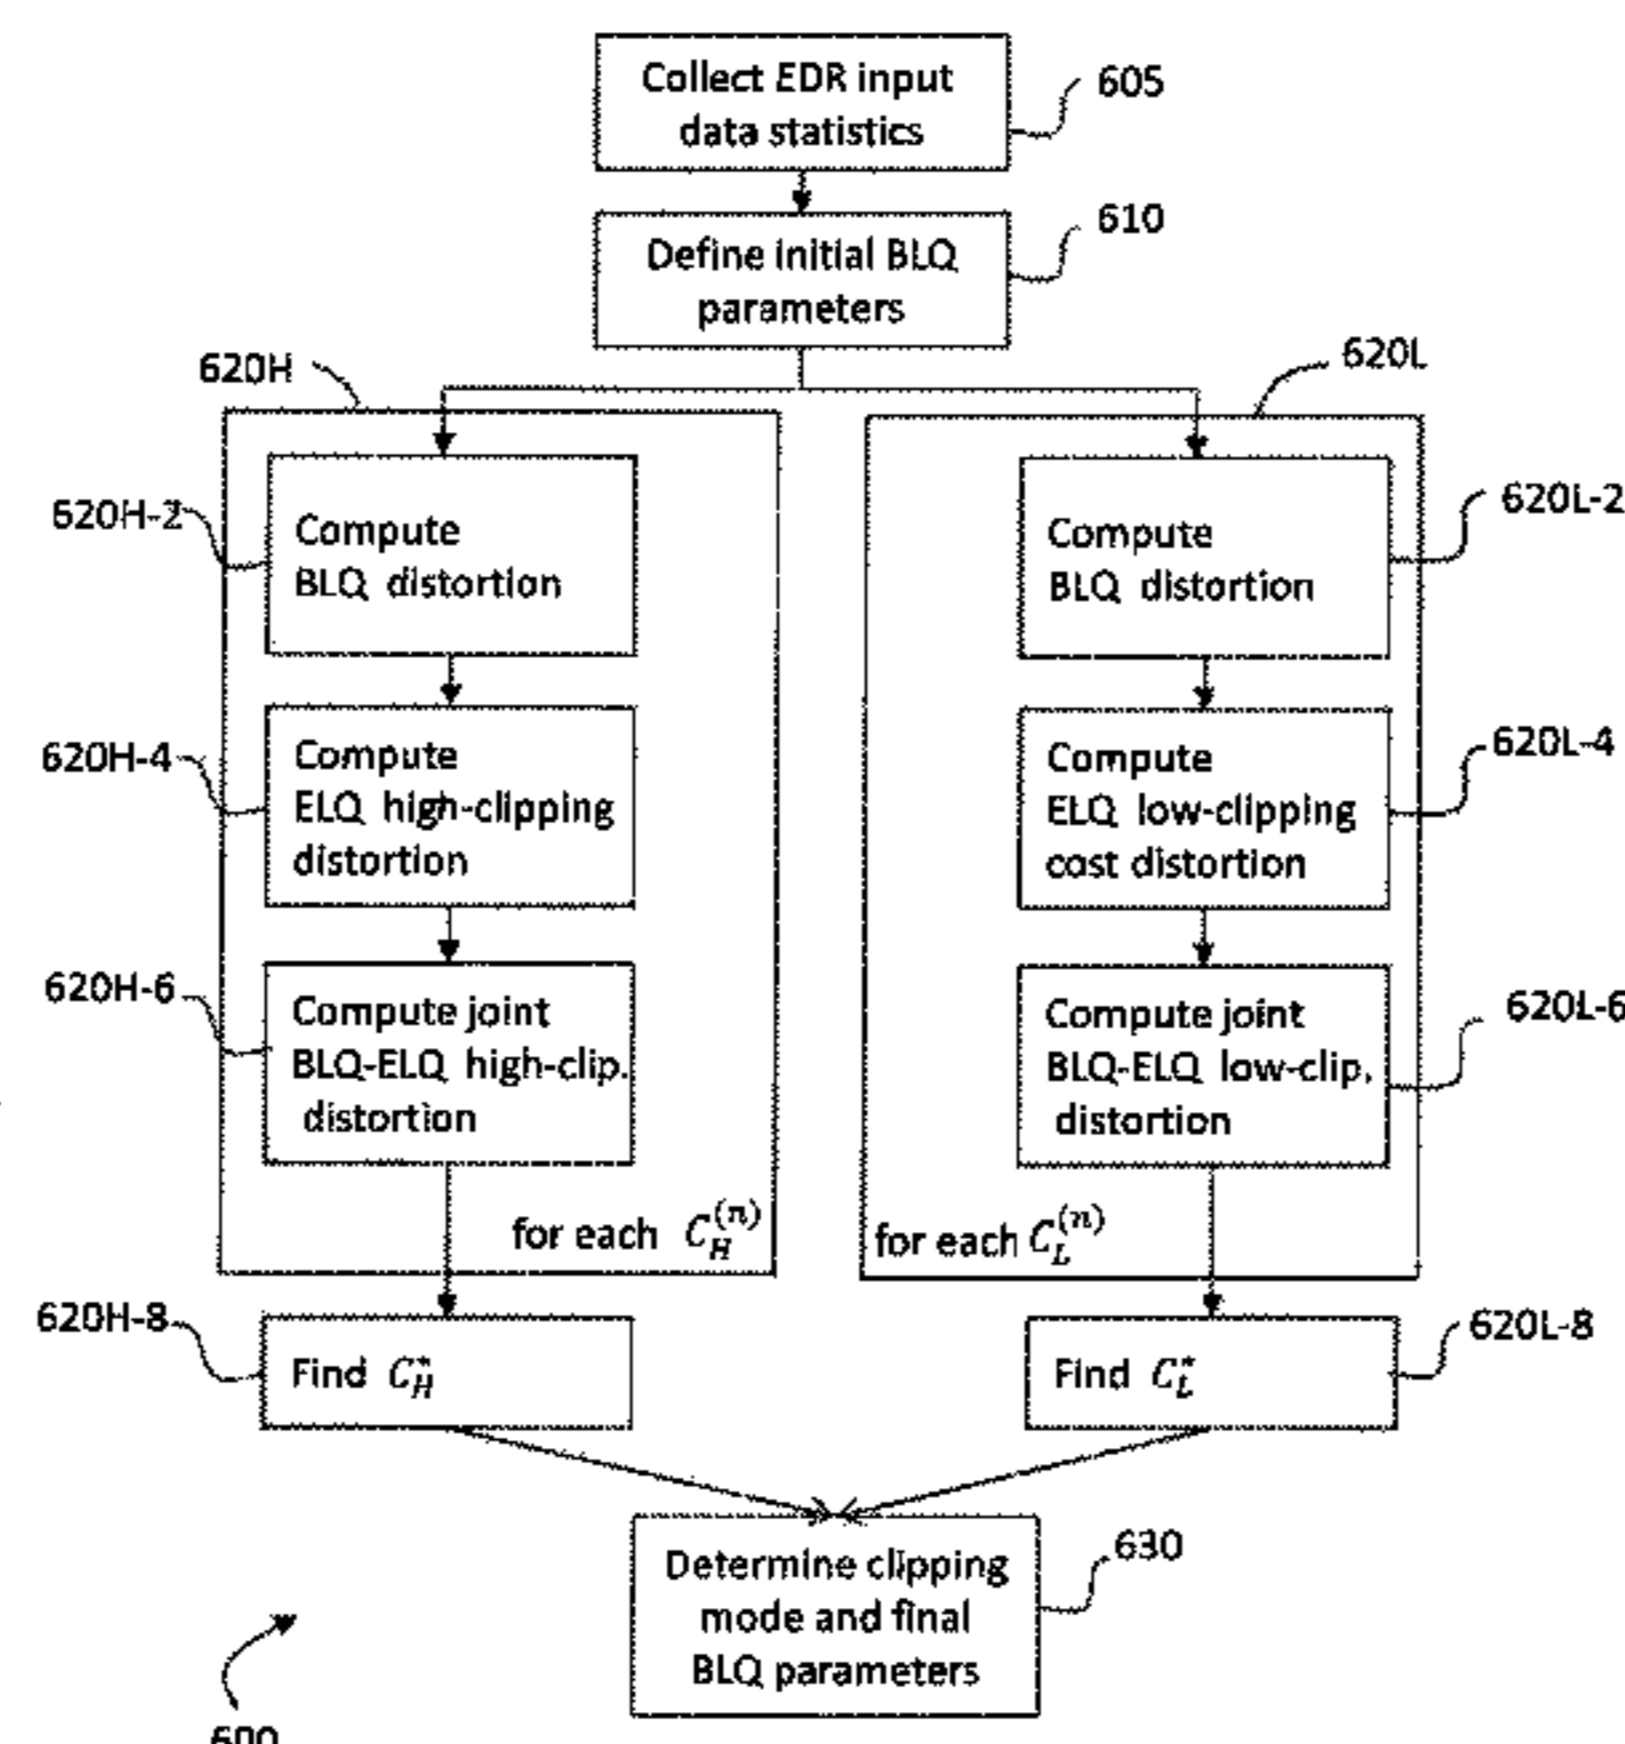 Collect EDR input
data statistics
605
Define initial BLQ
parameters
610
620H
620L
Compute
BLQ distortion
620H-2
Compute
BLQ distortion
620L-2
Compute
ELQ high-clipping
distortion
620H-4
Compute
ELQ low-clipping
cost distortion
620L-4
Compute joint
BLQ-ELQ high-clip.
distortion
620H-6
Compute joint
BLQ-ELQ low-clip.
distortion
620L-6
for each C_H^(n)
for each C_L^(n)
620H-8
Find C_H^*
Find C_L^*
620L-8
Determine clipping
mode and final
BLQ parameters
630
600